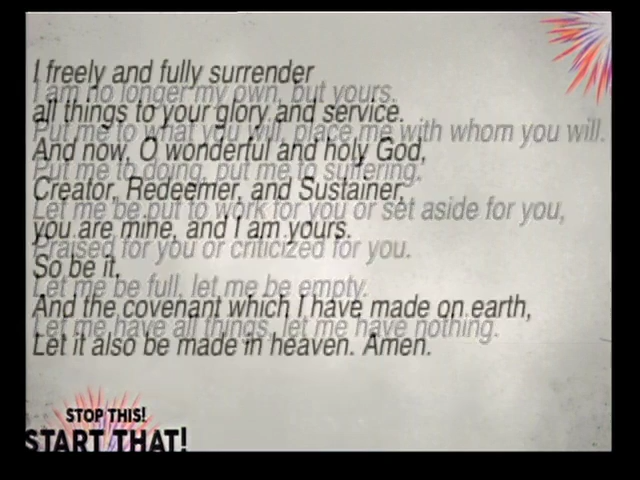 I freely and fully surrender
I am no longer my own, but yours.
all things to your glory and service.
Put me to what you will, place me with whom you will.
And now, O wonderful and holy God,
Put me to doing, put me to suffering.
Creator, Redeemer, and Sustainer,
Let me be put to work for you or set aside for you,
you are mine, and I am yours.
Praised for you or criticized for you.
So be it.
Let me be full, let me be empty.
And the covenant which I have made on earth,
Let me have all things, let me have nothing.
Let it also be made in heaven. Amen.
STOP THIS!
START THAT!